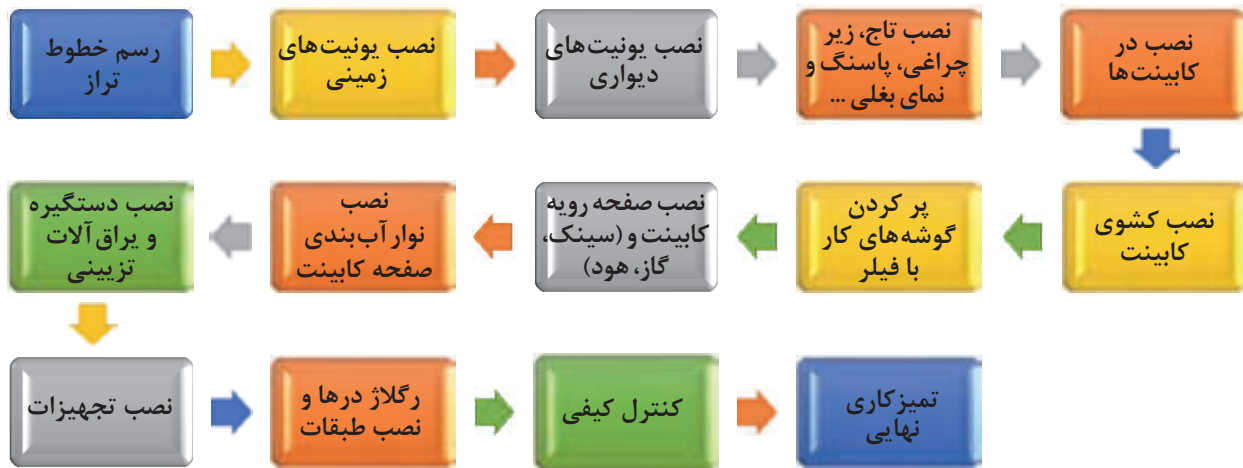 رسم خطوط
تراز
نصب یونیت‌های
زمینی
نصب یونیت‌های
دیواری
نصب تاج، زیر
چراغی، پاسنگ و
نمای بغلی ...
نصب در
کابینت‌ها
نصب کشوی
کابینت
پر کردن
گوشه‌های کار
با فیلر
نصب صفحه رویه
کابینت و (سینک،
گاز، هود)
نصب
نوار آب‌بندی
صفحه کابینت
نصب دستگیره
و یراق آلات
تزیینی
نصب تجهیزات
رگلاژ درها و
نصب طبقات
کنترل کیفی
تمیزکاری
نهایی